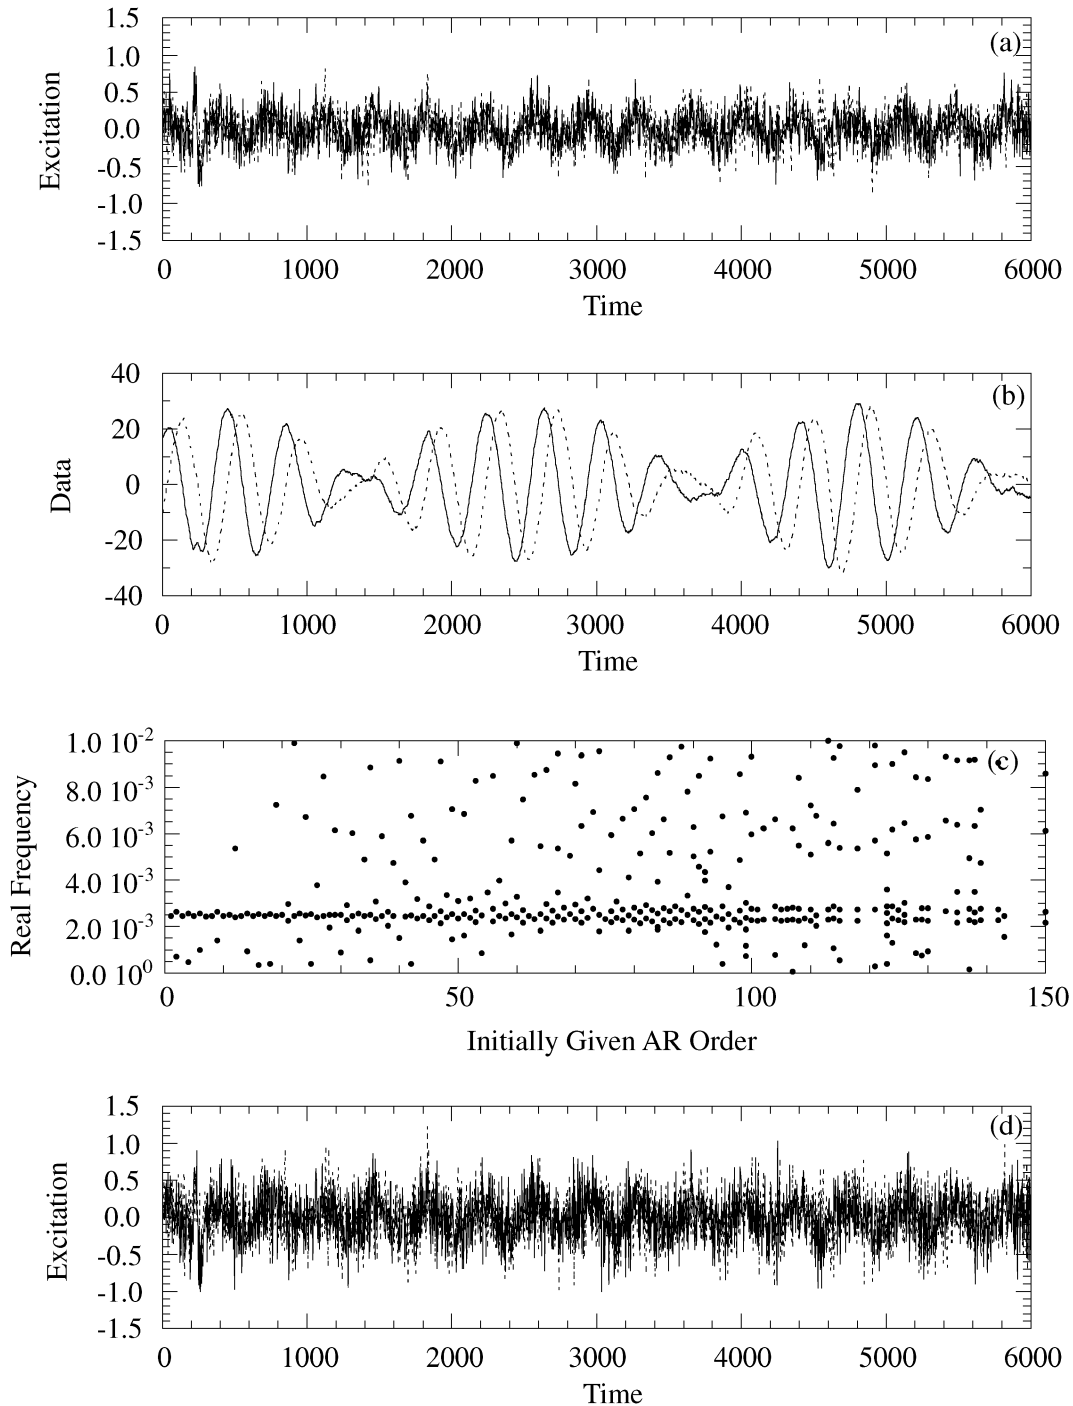 1.5
1.0
0.5
0.0
-0.5
-1.0
-1.5
Excitation
(a)
0 1000 2000 3000 4000 5000 6000
Time
40
20
0
-20
-40
Data
(b)
0 1000 2000 3000 4000 5000 6000
Time
1.0 10⁻²
8.0 10⁻³
6.0 10⁻³
4.0 10⁻³
2.0 10⁻³
0.0 10⁰
Real Frequency
(c)
0 50 100 150
Initially Given AR Order
1.5
1.0
0.5
0.0
-0.5
-1.0
-1.5
Excitation
(d)
0 1000 2000 3000 4000 5000 6000
Time